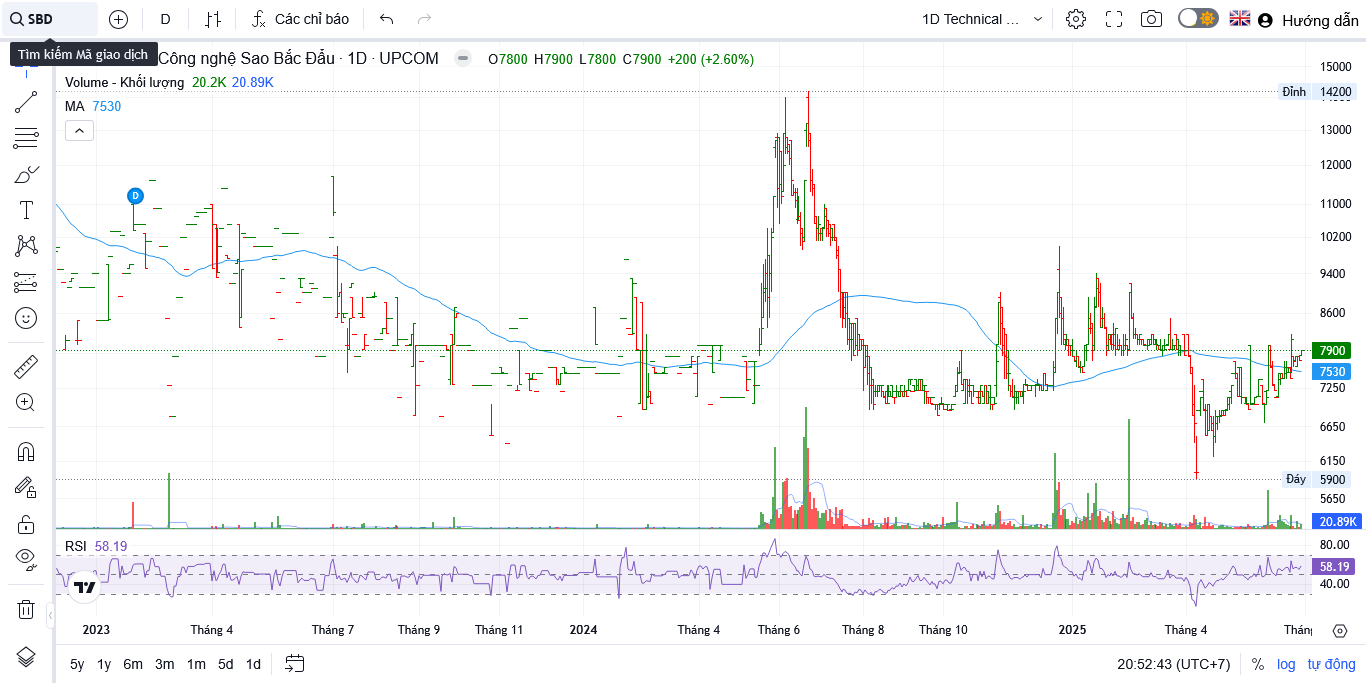 SBD
D
Các chỉ báo
1D Technical ...
Hướng dẫn
Tìm kiếm Mã giao dịch
Công nghệ Sao Bắc Đẩu · 1D · UPCOM
O7800 H7900 L7800 C7900 +200 (+2.60%)
Volume - Khối lượng 20.2K 20.89K
MA 7530
D
15000
Đỉnh 14200
13000
12000
11000
10200
9400
8600
7900
7530
7250
6650
6150
Đáy 5900
5650
20.89K
RSI 58.19
80.00
58.19
40.00
2023 Tháng 4 Tháng 7 Tháng 9 Tháng 11 2024 Tháng 4 Tháng 6 Tháng 8 Tháng 10 2025 Tháng 4
5y 1y 6m 3m 1m 5d 1d
20:52:43 (UTC+7) % log tự động